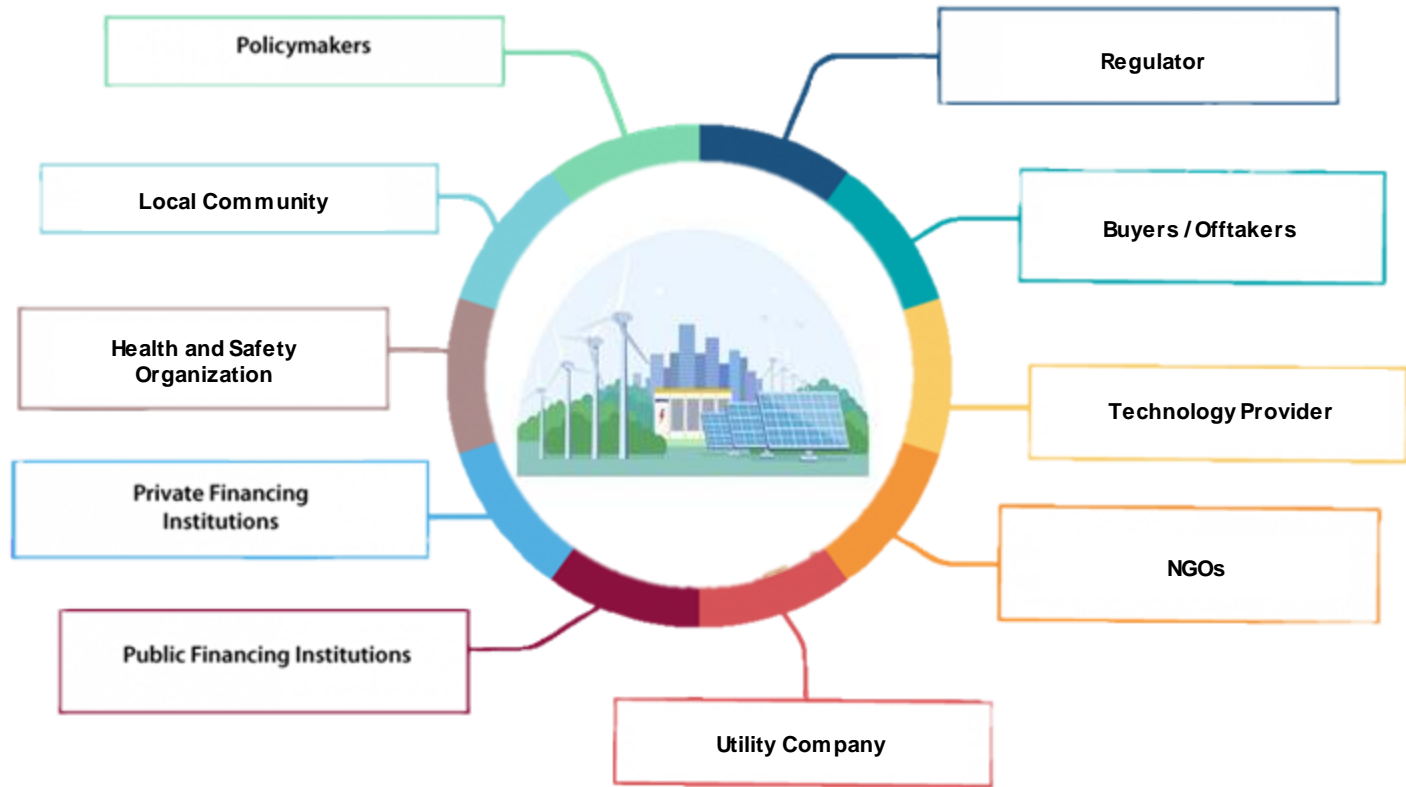 Policymakers
Regulator
Local Community
Buyers / Offtakers
Health and Safety
Organization
Technology Provider
Private Financing
Institutions
NGOs
Public Financing Institutions
Utility Company